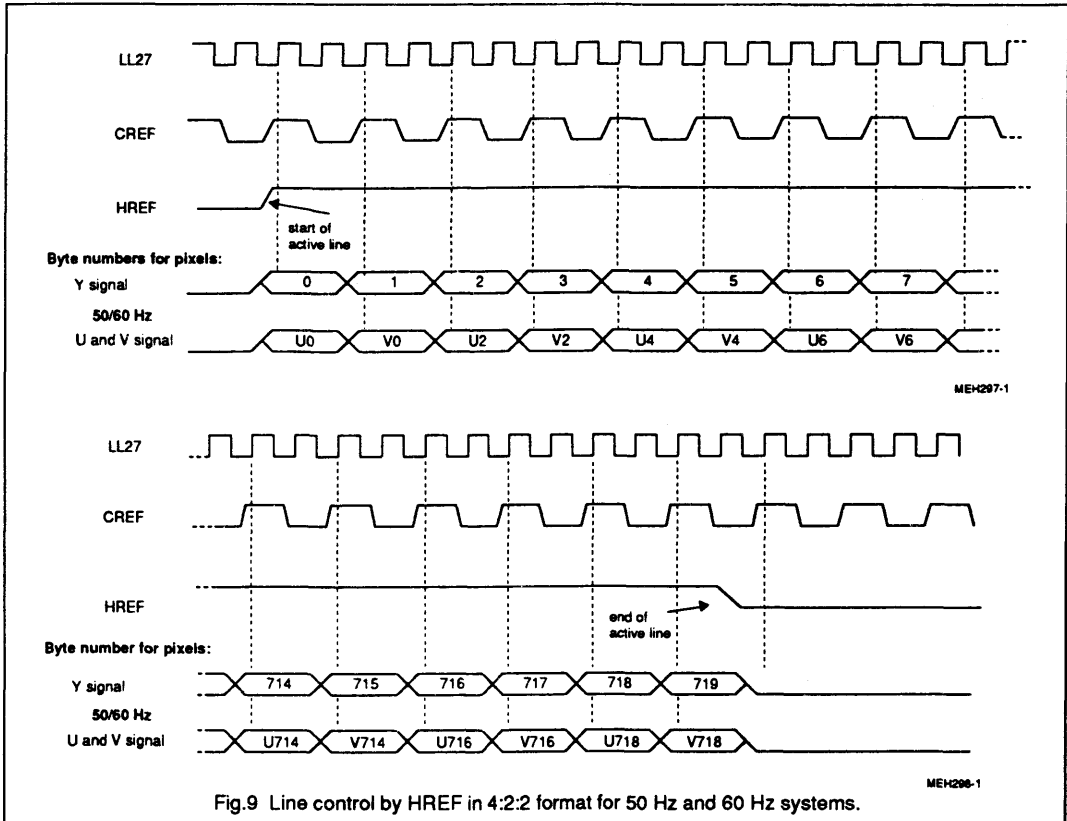 LL27
CREF
HREF
start of
active line
Byte numbers for pixels:
Y signal 0 1 2 3 4 5 6 7
50/60 Hz
U and V signal U0 V0 U2 V2 U4 V4 U6 V6
MEH297-1
LL27
CREF
HREF
end of
active line
Byte number for pixels:
Y signal 714 715 716 717 718 719
50/60 Hz
U and V signal U714 V714 U716 V716 U718 V718
MEH298-1
Fig.9 Line control by HREF in 4:2:2 format for 50 Hz and 60 Hz systems.